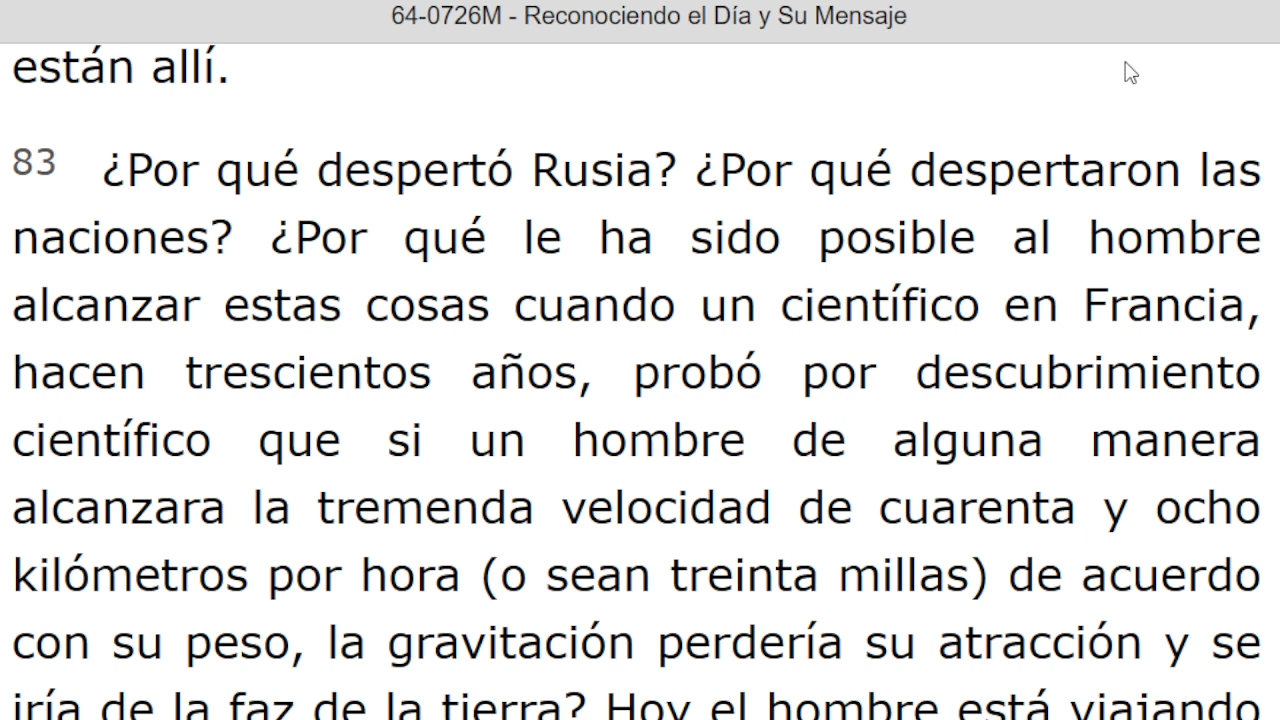 64-0726M - Reconociendo el Día y Su Mensaje
están allí.
83 ¿Por qué despertó Rusia? ¿Por qué despertaron las
naciones? ¿Por qué le ha sido posible al hombre
alcanzar estas cosas cuando un científico en Francia,
hacen trescientos años, probó por descubrimiento
científico que si un hombre de alguna manera
alcanzara la tremenda velocidad de cuarenta y ocho
kilómetros por hora (o sean treinta millas) de acuerdo
con su peso, la gravitación perdería su atracción y se
iría de la faz de la tierra? Hoy el hombre está viajando